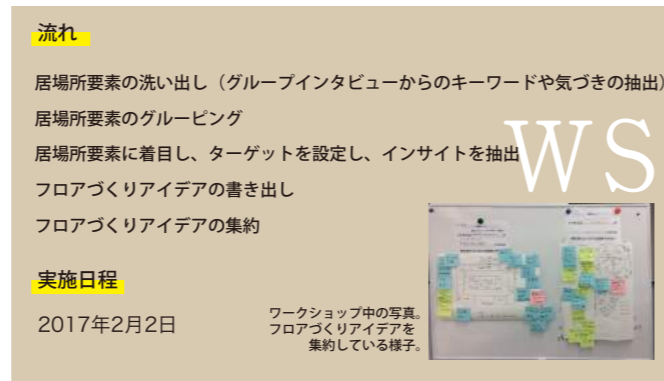 流れ
居場所要素の洗い出し（グループインタビューからのキーワードや気づきの抽出）
居場所要素のグルーピング
居場所要素に着目し、ターゲットを設定し、インサイトを抽出
WS
フロアづくりアイデアの書き出し
フロアづくりアイデアの集約
実施日程
2017年2月2日
ワークショップ中の写真。
フロアづくりアイデアを
集約している様子。